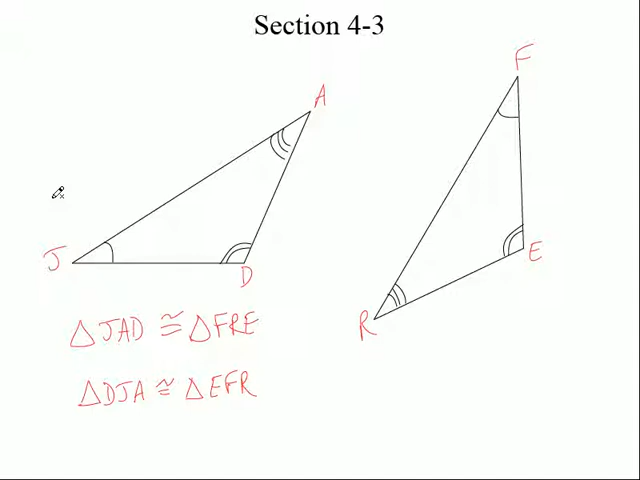 Section 4-3
A
F
J
D
E
R
△JAD ≅ △FRE
△DJA ≅ △EFR